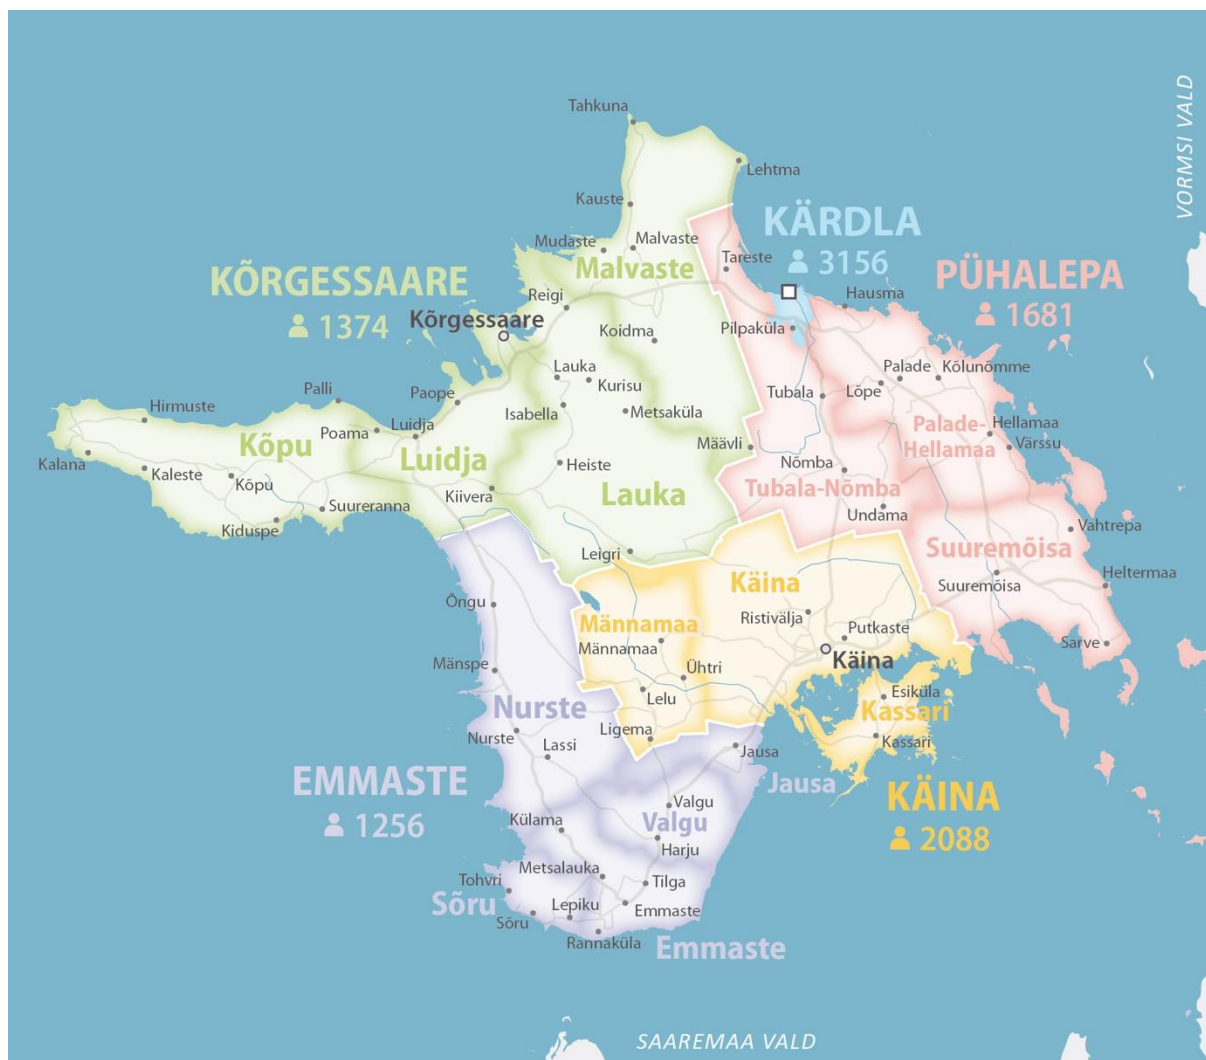 Tahkuna
VORMSI VALD
Lehtma
Kauste
KÄRDLA
3156
Mudaste
Malvaste
Malvaste
Tareste
KÕRGESSAARE
1374
PÜHALEPA
1681
Reigi
Hausma
Kõrgessaare
Koidma
Pilpaküla
Lauka
Kurisu
Palade
Kõlunõmme
Lõpe
Palli
Paope
Tubala
Hirmuste
Isabella
Metsaküla
Luidja
Poama
Palade-
Hellamaa
Hellamaa
Värssu
Kõpu
Määvli
Kalana
Luidja
Heiste
Nõmba
Kaleste
Kõpu
Kiivera
Lauka
Tubala-Nõmba
Suureranna
Undama
Kiduspe
Vahtrepa
Leigri
Suuremõisa
Käina
Suuremõisa
Heltermaa
Õngu
Männamaa
Ristivälja
Putkaste
Männamaa
Käina
Sarve
Mänspe
Ühtri
Lelu
Esiküla
Nurste
Kassari
Ligema
Nurste
Kassari
Lassi
Jausa
EMMASTE
1256
Jausa
KÄINA
2088
Valgu
Külama
Valgu
Harju
Metsalauka
Tohvri
Tilga
Sõru
Lepiku
Emmaste
Sõru
Rannaküla
Emmaste
SAAREMAA VALD